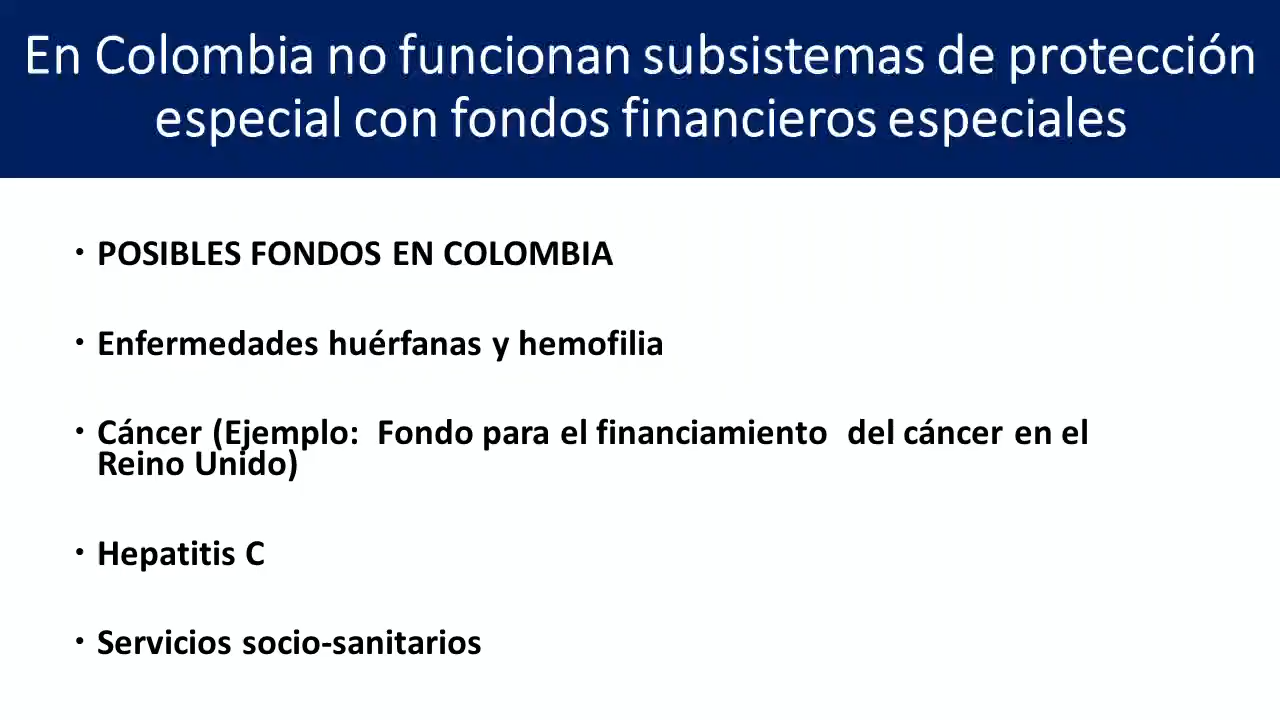 En Colombia no funcionan subsistemas de protección
especial con fondos financieros especiales
• POSIBLES FONDOS EN COLOMBIA
• Enfermedades huérfanas y hemofilia
• Cáncer (Ejemplo:  Fondo para el financiamiento  del cáncer en el
Reino Unido)
• Hepatitis C
• Servicios socio-sanitarios